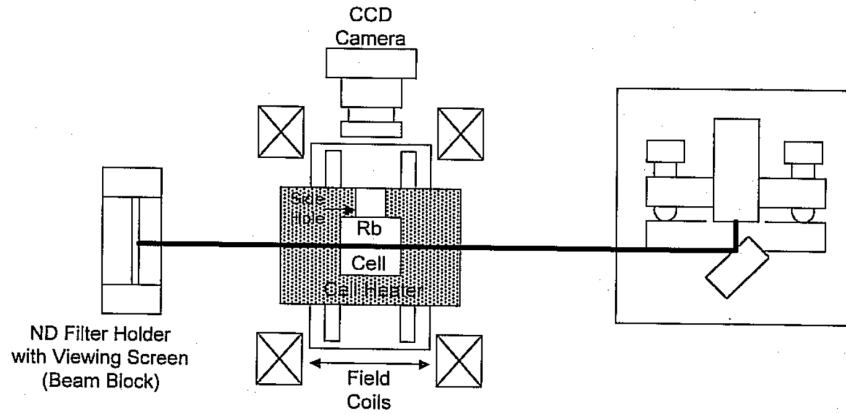 CCD
Camera
Side
Hole
Rb
Cell
Cell Heater
ND Filter Holder
with Viewing Screen
(Beam Block)
Field
Coils